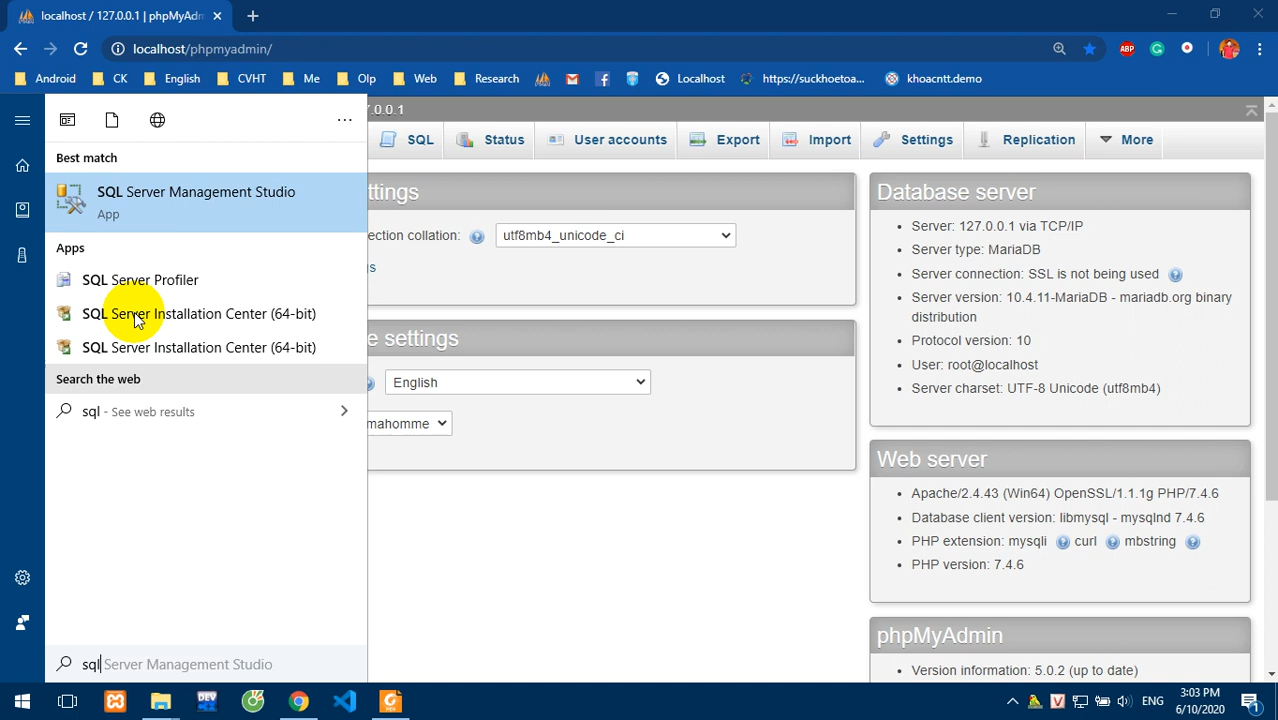 localhost / 127.0.0.1 | phpMyAdm
localhost/phpmyadmin/
ABP
Android
CK
English
CVHT
Me
Olp
Web
Research
Localhost
https://suckhoetoa...
khoacntt.demo
Best match
SQL Server Management Studio
App
Apps
SQL Server Profiler
SQL Server Installation Center (64-bit)
SQL Server Installation Center (64-bit)
Search the web
sql - See web results
sql Server Management Studio
7.0.0.1
SQL
Status
User accounts
Export
Import
Settings
Replication
More
ttings
ection collation:
utf8mb4_unicode_ci
gs
e settings
English
mahomme
Database server
Server: 127.0.0.1 via TCP/IP
Server type: MariaDB
Server connection: SSL is not being used
Server version: 10.4.11-MariaDB - mariadb.org binary
distribution
Protocol version: 10
User: root@localhost
Server charset: UTF-8 Unicode (utf8mb4)
Web server
Apache/2.4.43 (Win64) OpenSSL/1.1.1g PHP/7.4.6
Database client version: libmysql - mysqlnd 7.4.6
PHP extension: mysqli curl mbstring
PHP version: 7.4.6
phpMyAdmin
Version information: 5.0.2 (up to date)
DEV
ENG
3:03 PM
6/10/2020
1